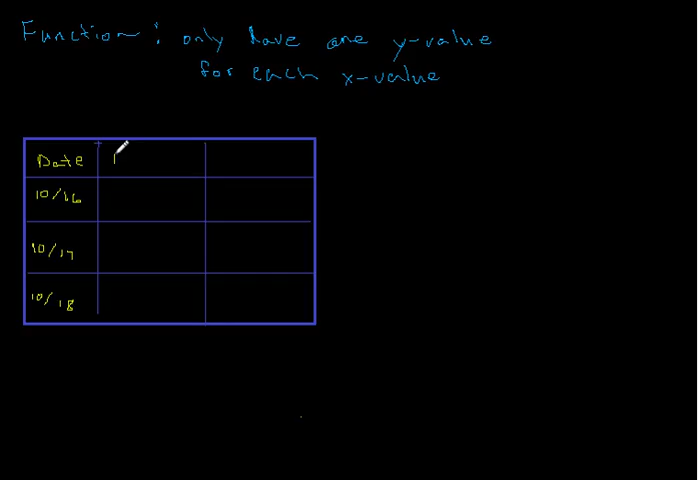 Function: only have one y-value
for each x-value
Date
10/16
10/17
10/18